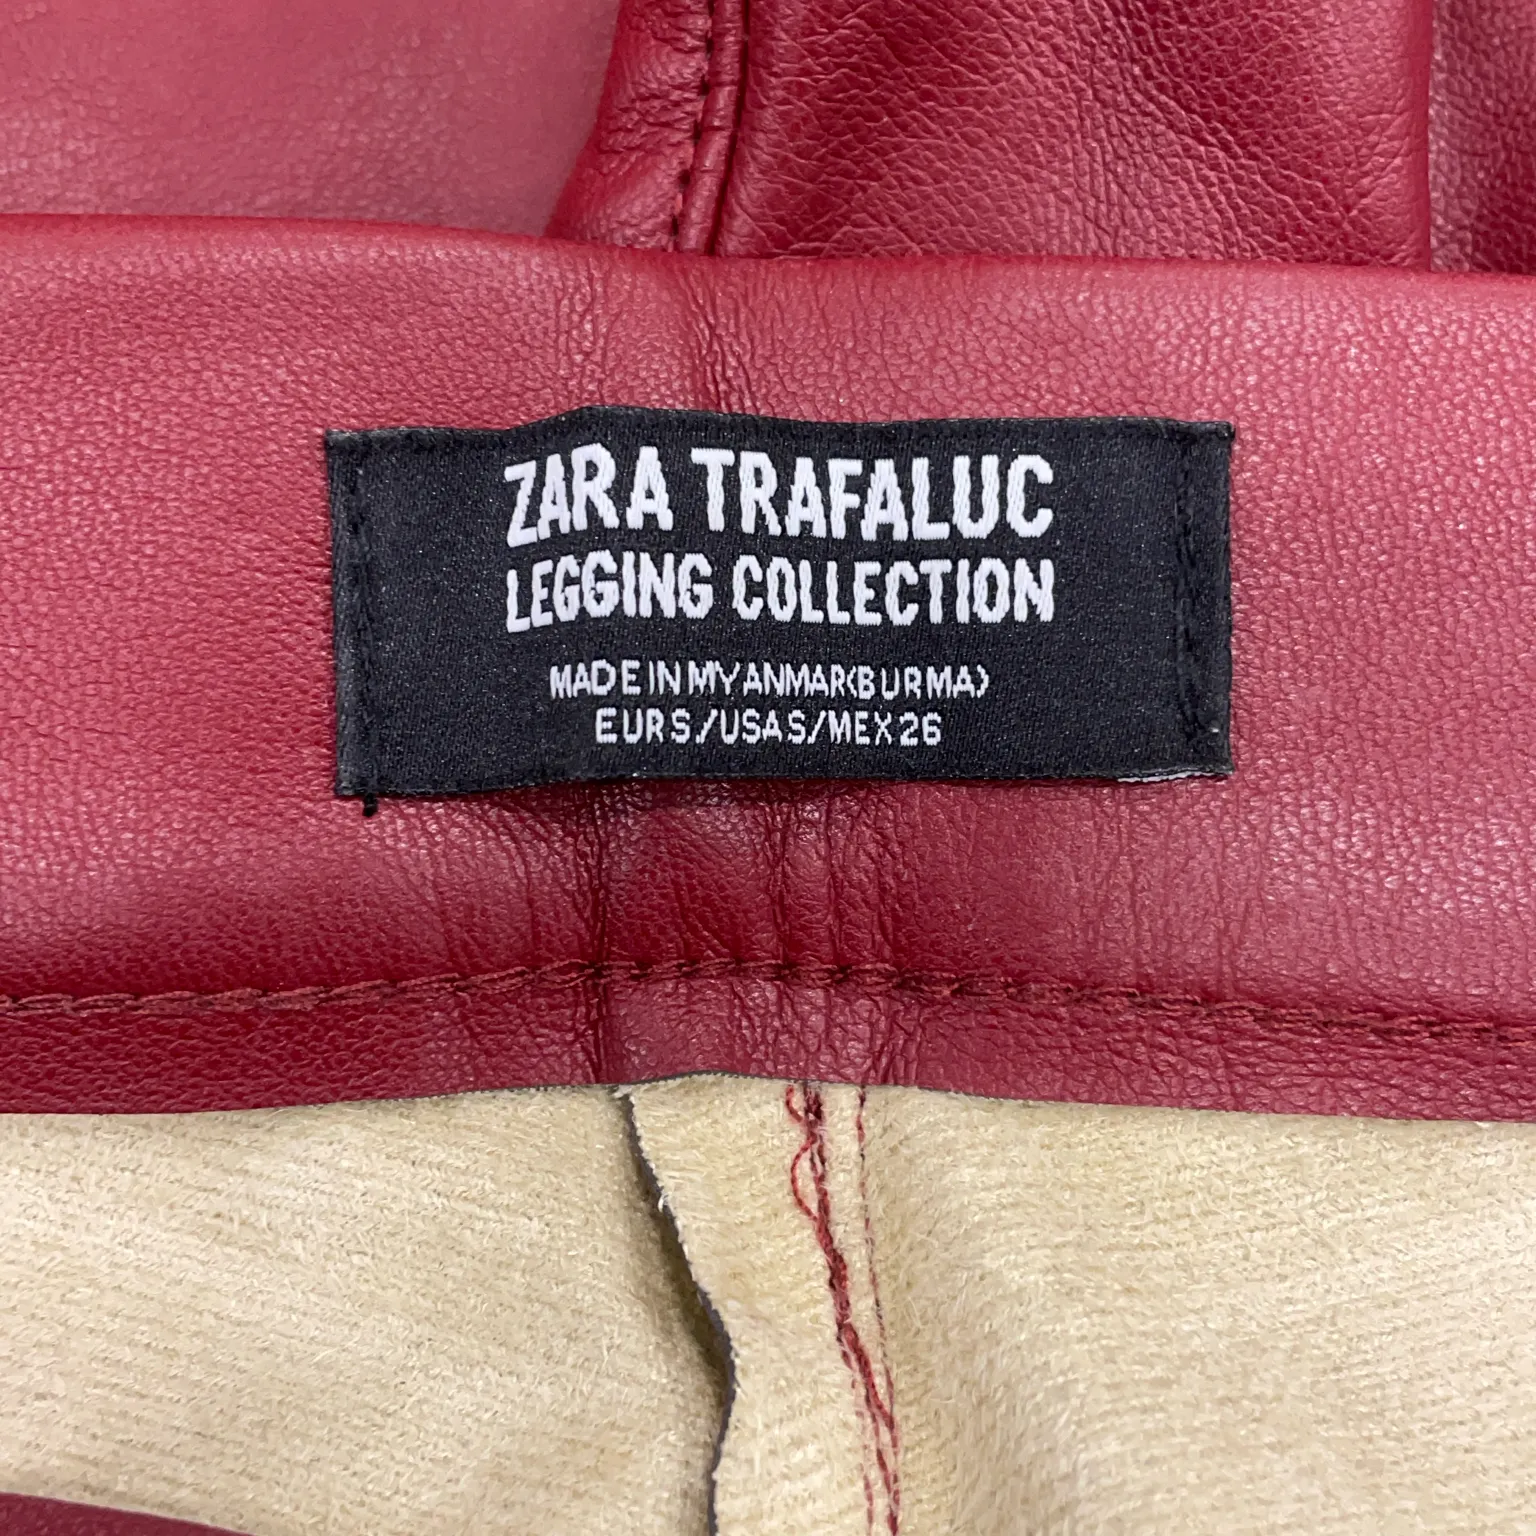 ZARA TRAFALUC
LEGGING COLLECTION
MADE IN MYANMAR(BURMA)
EUR S/USA S/MEX 26